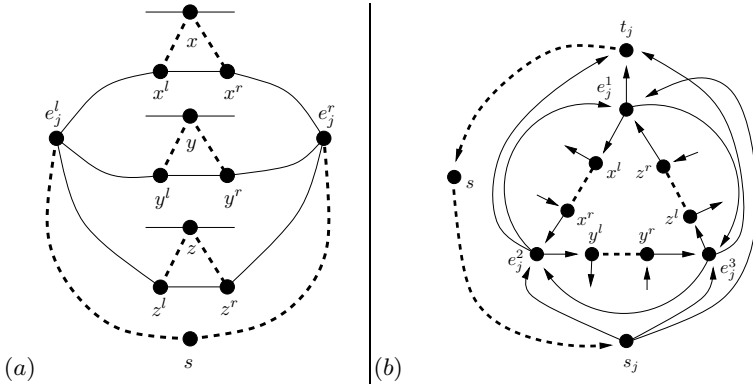 x
x^l x^r
e_j^l e_j^r
y
y^l y^r
z
z^l z^r
s
(a)
t_j
e_j^1
x^l z^r
s
x^r z^l
e_j^2 y^l y^r e_j^3
s_j
(b)